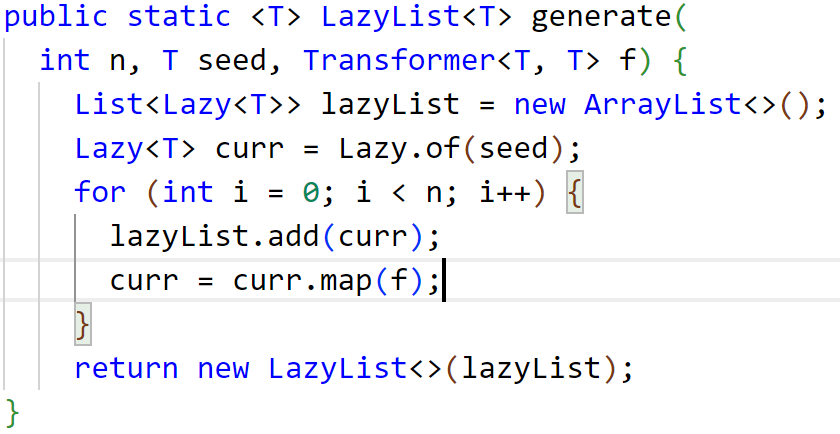 public static <T> LazyList<T> generate(
  int n, T seed, Transformer<T, T> f) {
    List<Lazy<T>> lazyList = new ArrayList<>();
    Lazy<T> curr = Lazy.of(seed);
    for (int i = 0; i < n; i++) {
      lazyList.add(curr);
      curr = curr.map(f);
    }
    return new LazyList<>(lazyList);
}